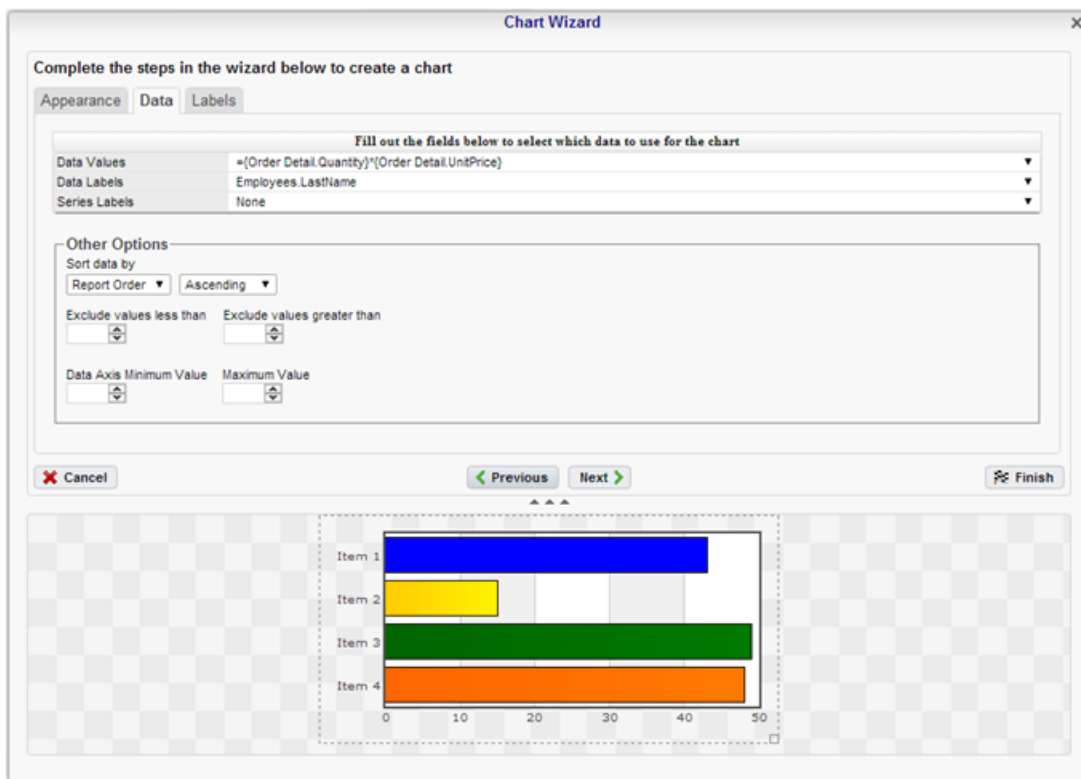 Chart Wizard
Complete the steps in the wizard below to create a chart
Appearance Data Labels
Fill out the fields below to select which data to use for the chart
Data Values ={Order Detail.Quantity}*{Order Detail.UnitPrice}
Data Labels Employees.LastName
Series Labels None
Other Options
Sort data by
Report Order Ascending
Exclude values less than Exclude values greater than
Data Axis Minimum Value Maximum Value
Cancel Previous Next Finish
Item 1
Item 2
Item 3
Item 4
0 10 20 30 40 50